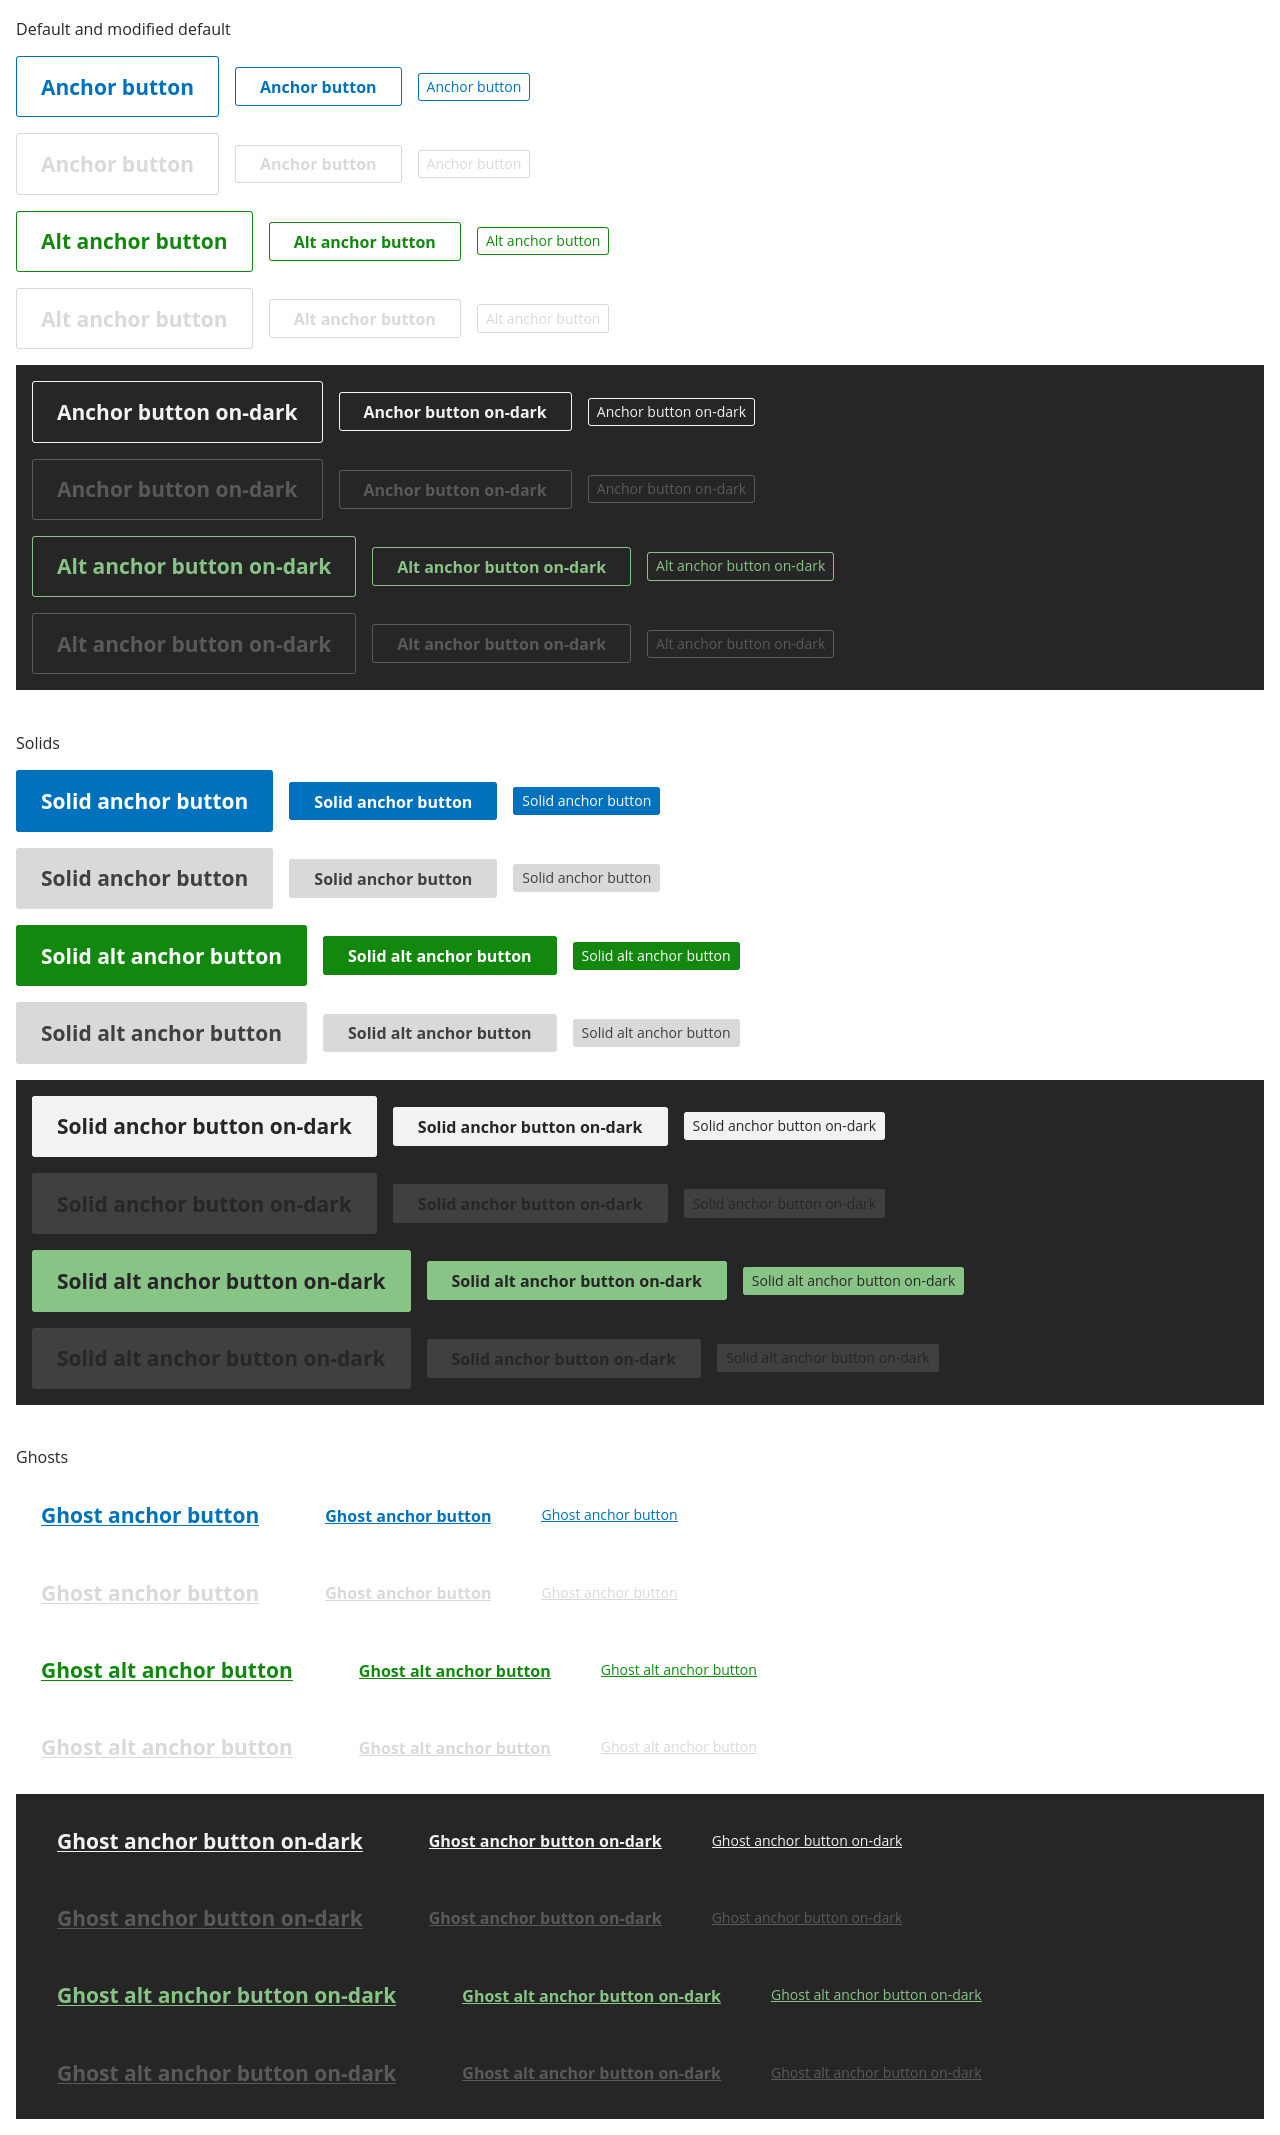 Default and modified default
Anchor button Anchor button Anchor button
Anchor button Anchor button Anchor button
Alt anchor button Alt anchor button Alt anchor button
Alt anchor button Alt anchor button Alt anchor button
Anchor button on-dark Anchor button on-dark Anchor button on-dark
Anchor button on-dark Anchor button on-dark Anchor button on-dark
Alt anchor button on-dark Alt anchor button on-dark Alt anchor button on-dark
Alt anchor button on-dark Alt anchor button on-dark Alt anchor button on-dark
Solids
Solid anchor button Solid anchor button Solid anchor button
Solid anchor button Solid anchor button Solid anchor button
Solid alt anchor button Solid alt anchor button Solid alt anchor button
Solid alt anchor button Solid alt anchor button Solid alt anchor button
Solid anchor button on-dark Solid anchor button on-dark Solid anchor button on-dark
Solid anchor button on-dark Solid anchor button on-dark Solid anchor button on-dark
Solid alt anchor button on-dark Solid alt anchor button on-dark Solid alt anchor button on-dark
Solid alt anchor button on-dark Solid anchor button on-dark Solid alt anchor button on-dark
Ghosts
Ghost anchor button Ghost anchor button Ghost anchor button
Ghost anchor button Ghost anchor button Ghost anchor button
Ghost alt anchor button Ghost alt anchor button Ghost alt anchor button
Ghost alt anchor button Ghost alt anchor button Ghost alt anchor button
Ghost anchor button on-dark Ghost anchor button on-dark Ghost anchor button on-dark
Ghost anchor button on-dark Ghost anchor button on-dark Ghost anchor button on-dark
Ghost alt anchor button on-dark Ghost alt anchor button on-dark Ghost alt anchor button on-dark
Ghost alt anchor button on-dark Ghost alt anchor button on-dark Ghost alt anchor button on-dark